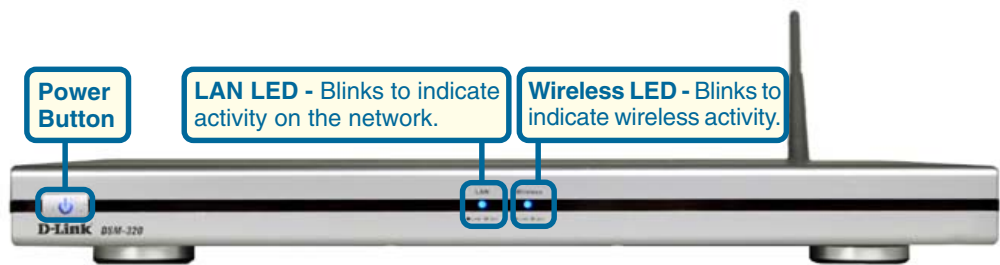 Power
Button
LAN LED - Blinks to indicate
activity on the network.
Wireless LED - Blinks to
indicate wireless activity.
LAN
Wireless
D-Link DSM-320